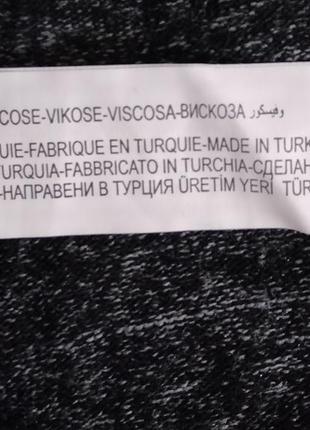 COSE-VIKOSE-VISCOSA-ВИСКОЗА وفيسكوز
UIE-FABRIQUE EN TURQUIE-MADE IN TURK
TURQUIA-FABBRICATO IN TURCHIA-СДЕЛАН
-НАПРАВЕНИ В ТУРЦИЯ ÜRETİM YERİ TÜR